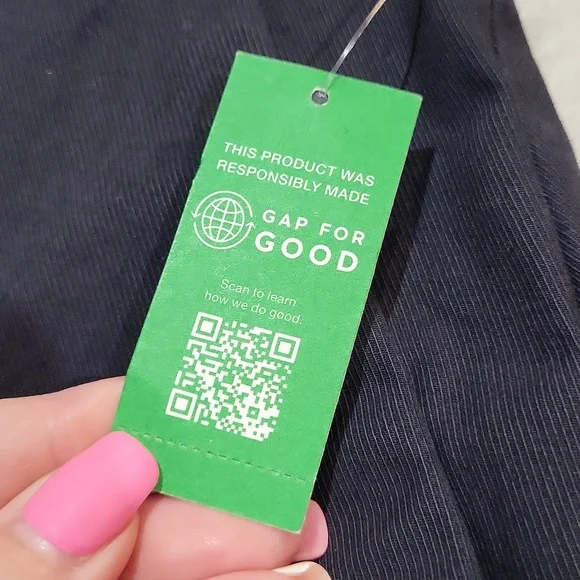 THIS PRODUCT WAS
RESPONSIBLY MADE
GAP FOR
GOOD
Scan to learn
how we do good.